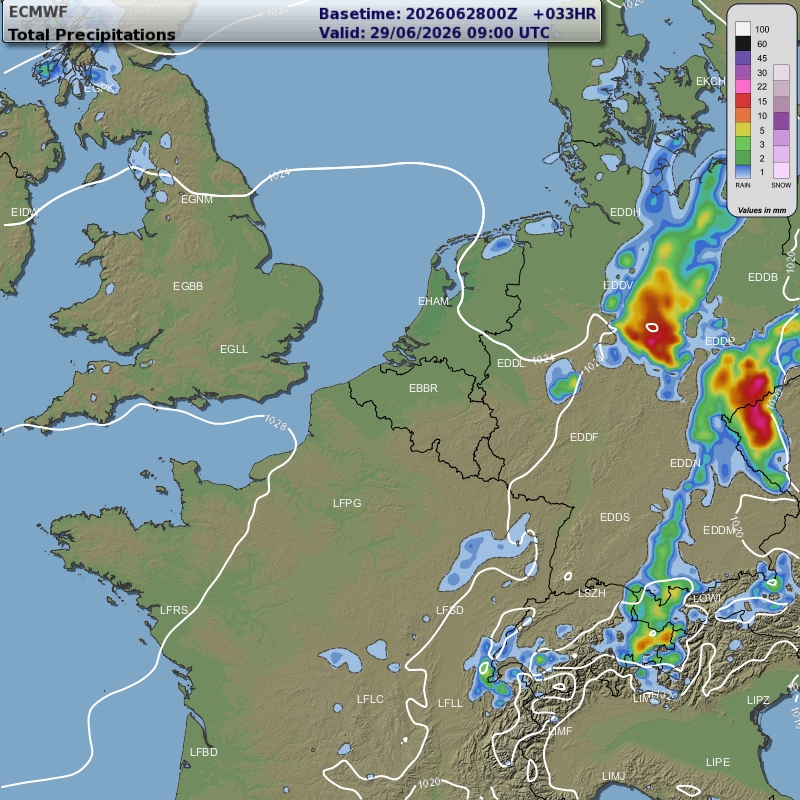 ECMWF
Total Precipitations
Basetime: 2026062800Z +033HR
Valid: 29/06/2026 09:00 UTC
100
60
45
30
22
15
10
5
3
2
1
RAIN
SNOW
Values in mm
EGPK
EKCH
EIDW
EGNM
1024
EDDH
EGBB
EDDV
EDDB
1020
EHAM
EGLL
EDDP
EDDL
1024
EBBR
1028
EDDF
EDDN
LFPG
EDDS
EDDM
1020
LSZH
LOWI
LFRS
LFSD
LFLC
LFLL
LIPZ
LIMF
LFBD
LIPE
LIMJ
1020